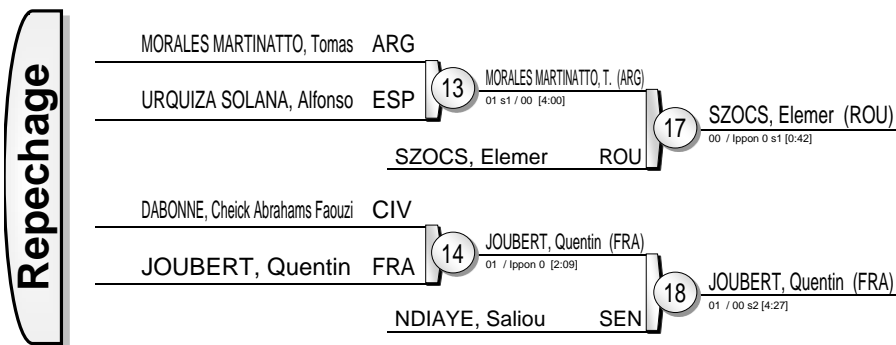 Repechage
MORALES MARTINATTO, Tomas ARG
URQUIZA SOLANA, Alfonso ESP
13
MORALES MARTINATTO, T. (ARG)
01 s1 / 00 [4:00]
SZOCS, Elemer ROU
17
SZOCS, Elemer (ROU)
00 / Ippon 0 s1 [0:42]
DABONNE, Cheick Abrahams Faouzi CIV
JOUBERT, Quentin FRA
14
JOUBERT, Quentin (FRA)
01 / Ippon 0 [2:09]
NDIAYE, Saliou SEN
18
JOUBERT, Quentin (FRA)
01 / 00 s2 [4:27]